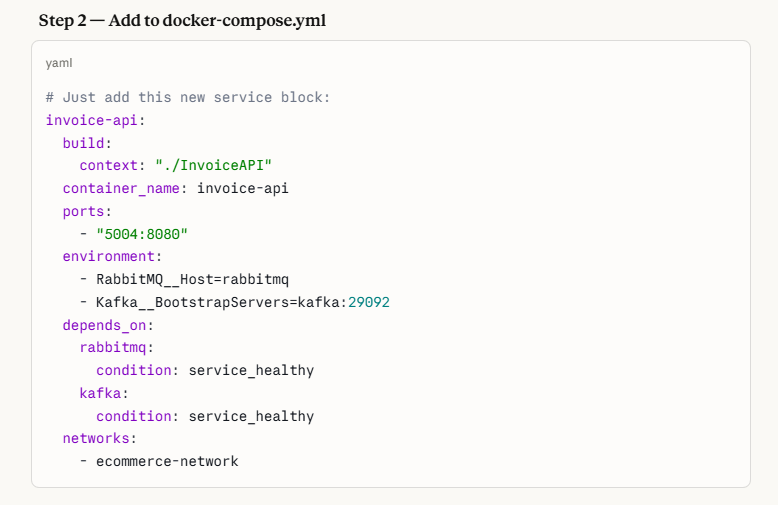 Step 2 — Add to docker-compose.yml
yaml
# Just add this new service block:
invoice-api:
  build:
    context: "./InvoiceAPI"
  container_name: invoice-api
  ports:
    - "5004:8080"
  environment:
    - RabbitMQ__Host=rabbitmq
    - Kafka__BootstrapServers=kafka:29092
  depends_on:
    rabbitmq:
      condition: service_healthy
    kafka:
      condition: service_healthy
  networks:
    - ecommerce-network